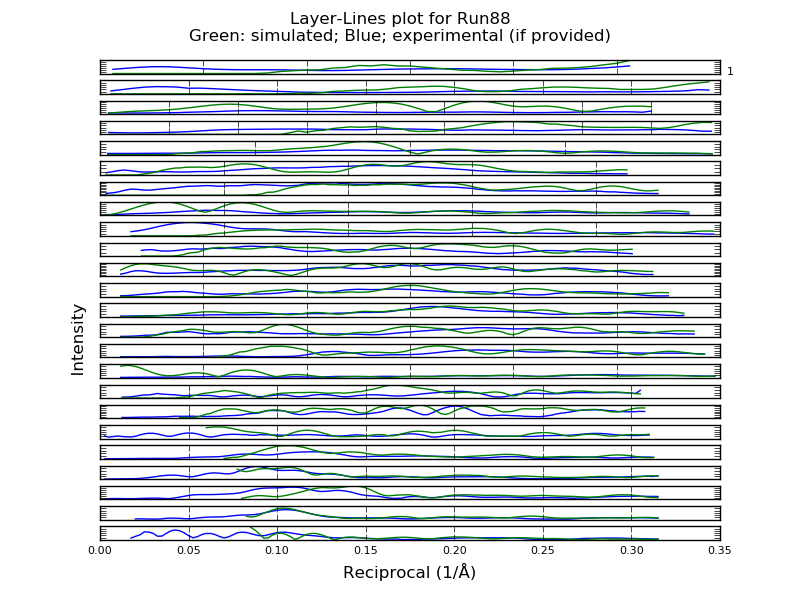 Layer-Lines plot for Run88
Green: simulated; Blue; experimental (if provided)
1
Intensity
0.00 0.05 0.10 0.15 0.20 0.25 0.30 0.35
Reciprocal (1/Å)